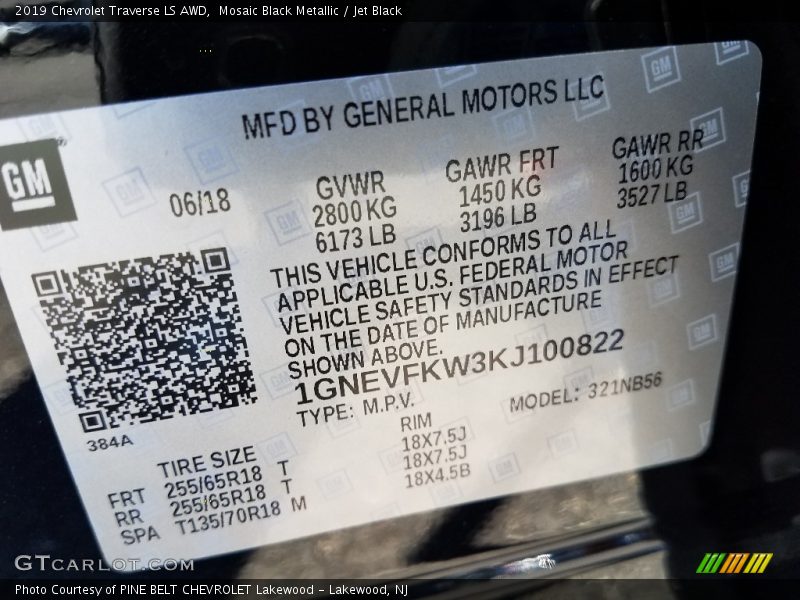 2019 Chevrolet Traverse LS AWD, Mosaic Black Metallic / Jet Black
MFD BY GENERAL MOTORS LLC
GM
06/18
GVWR
2800 KG
6173 LB
GAWR FRT
1450 KG
3196 LB
GAWR RR
1600 KG
3527 LB
THIS VEHICLE CONFORMS TO ALL
APPLICABLE U.S. FEDERAL MOTOR
VEHICLE SAFETY STANDARDS IN EFFECT
ON THE DATE OF MANUFACTURE
SHOWN ABOVE.
1GNEVFKW3KJ100822
TYPE: M.P.V.
MODEL: 321NB56
384A
TIRE SIZE
RIM
FRT 255/65R18 T 18X7.5J
RR 255/65R18 T 18X7.5J
SPA T135/70R18 M 18X4.5B
GTCARLOT.COM
Photo Courtesy of PINE BELT CHEVROLET Lakewood - Lakewood, NJ